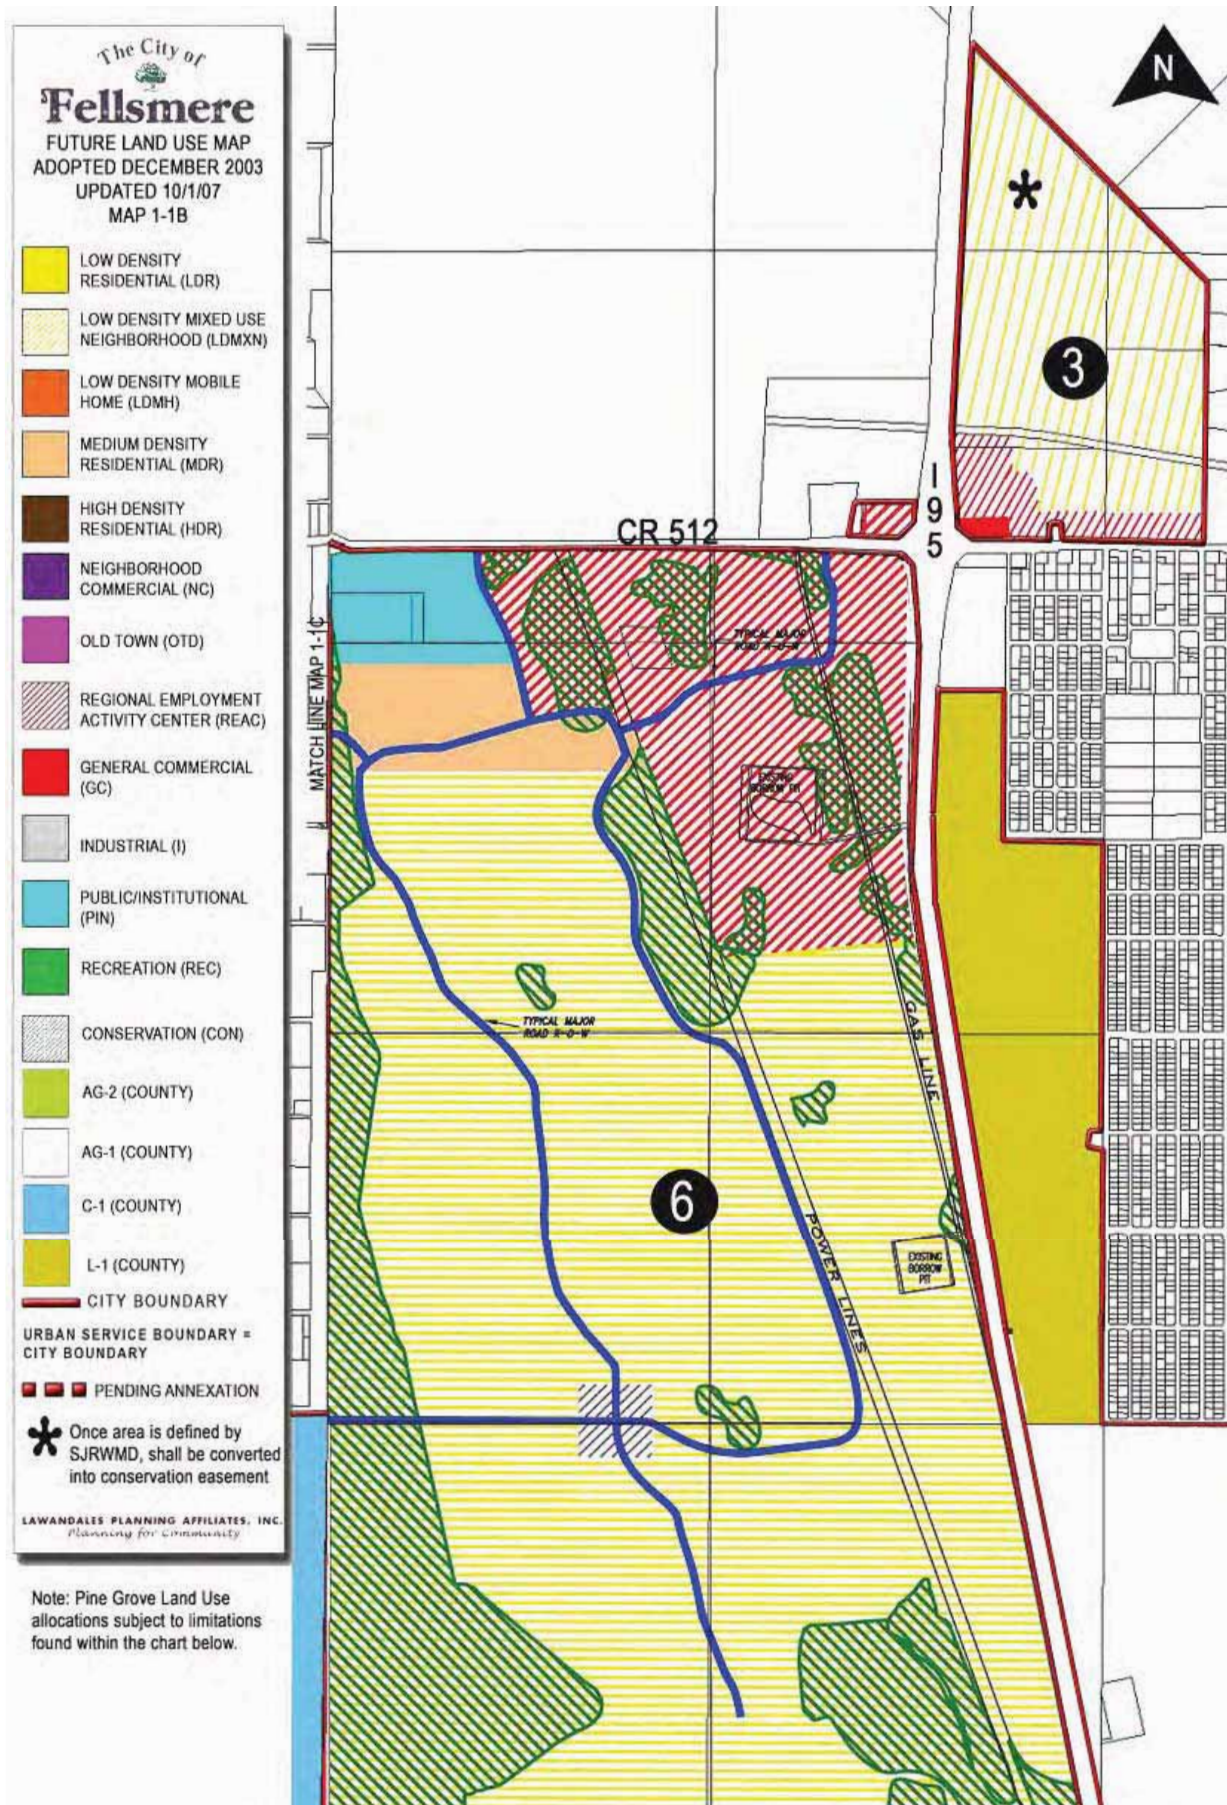 The City of
Fellsmere
FUTURE LAND USE MAP
ADOPTED DECEMBER 2003
UPDATED 10/1/07
MAP 1-1B
LOW DENSITY
RESIDENTIAL (LDR)
LOW DENSITY MIXED USE
NEIGHBORHOOD (LDMXN)
LOW DENSITY MOBILE
HOME (LDMH)
MEDIUM DENSITY
RESIDENTIAL (MDR)
HIGH DENSITY
RESIDENTIAL (HDR)
NEIGHBORHOOD
COMMERCIAL (NC)
OLD TOWN (OTD)
REGIONAL EMPLOYMENT
ACTIVITY CENTER (REAC)
GENERAL COMMERCIAL
(GC)
INDUSTRIAL (I)
PUBLIC/INSTITUTIONAL
(PIN)
RECREATION (REC)
CONSERVATION (CON)
AG-2 (COUNTY)
AG-1 (COUNTY)
C-1 (COUNTY)
L-1 (COUNTY)
CITY BOUNDARY
URBAN SERVICE BOUNDARY =
CITY BOUNDARY
PENDING ANNEXATION
* Once area is defined by
SJRWMD, shall be converted
into conservation easement
LAWANDALES PLANNING AFFILIATES, INC.
Planning for Community
Note: Pine Grove Land Use
allocations subject to limitations
found within the chart below.
N
*
3
I
9
5
CR 512
MATCH LINE MAP 1-1C
TYPICAL MAJOR
ROAD R-O-W
EXISTING
BORROW PIT
TYPICAL MAJOR
ROAD R-O-W
GAS LINE
6
POWER LINES
EXISTING
BORROW
PIT